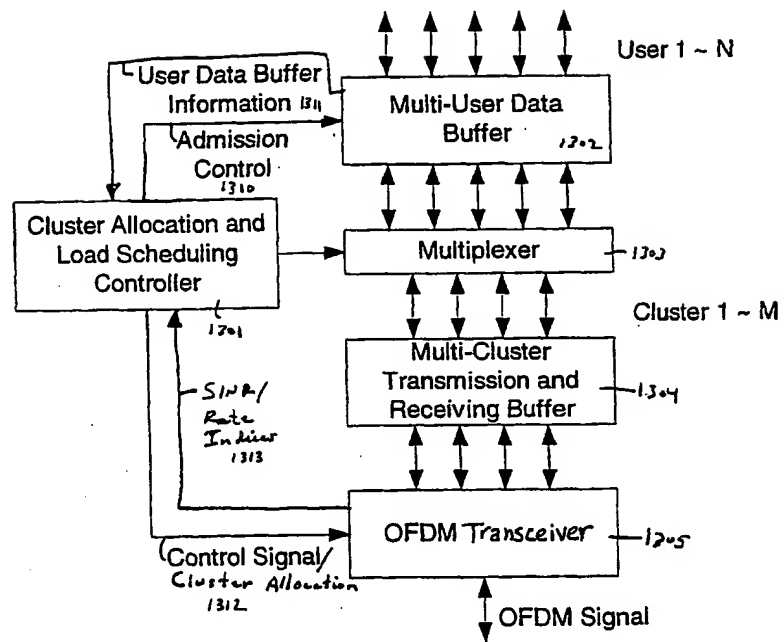 User 1 ~ N
User Data Buffer
Information 1311
Multi-User Data
Buffer
1302
Admission
Control
1310
Cluster Allocation and
Load Scheduling
Controller
1301
Multiplexer
1303
Cluster 1 ~ M
Multi-Cluster
Transmission and
Receiving Buffer
1304
SINR/
Rate
Indices
1313
OFDM Transceiver
1305
Control Signal/
Cluster Allocation
1312
OFDM Signal